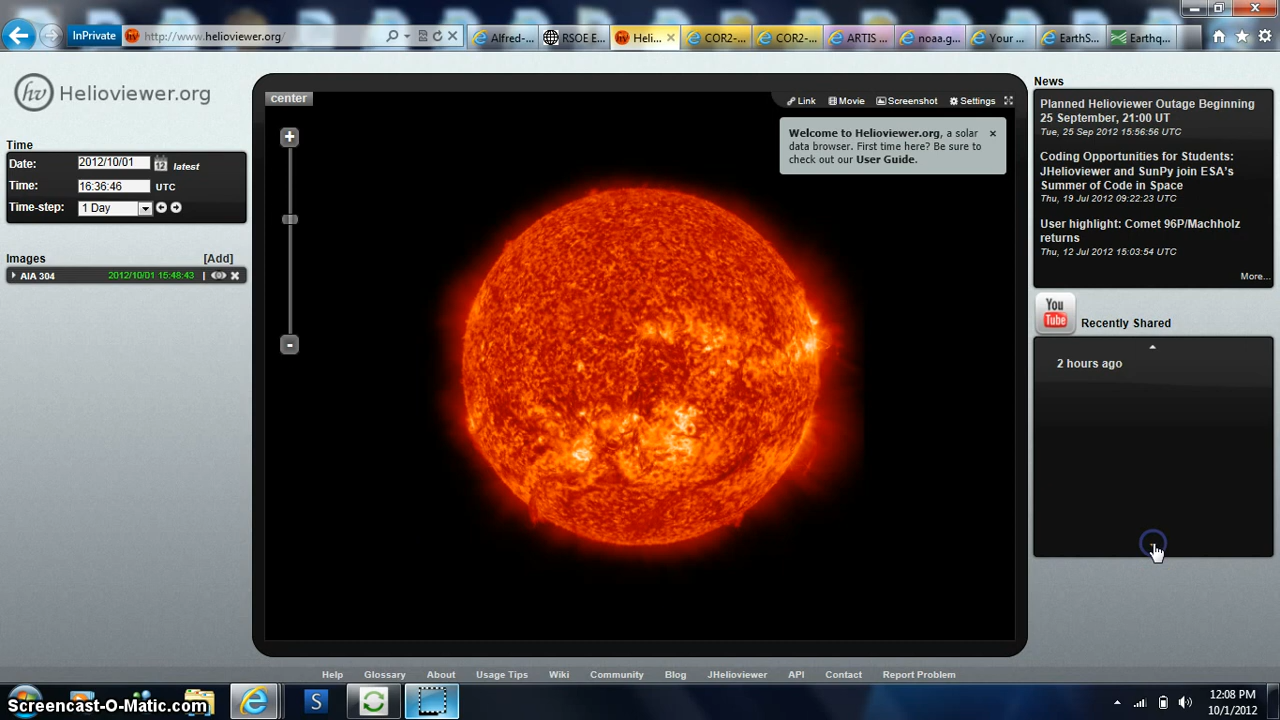 InPrivate
http://www.helioviewer.org/
Alfred-...
RSOE E...
Heli...
COR2-...
COR2-...
ARTIS ...
noaa.g...
Your ...
EarthS...
Earthq...
hv Helioviewer.org
Time
Date: 2012/10/01 12 latest
Time: 16:36:46 UTC
Time-step: 1 Day
Images [Add]
AIA 304 2012/10/01 15:48:43
center
+
-
Link Movie Screenshot Settings
Welcome to Helioviewer.org, a solar
data browser. First time here? Be sure to
check out our User Guide.
News
Planned Helioviewer Outage Beginning
25 September, 21:00 UT
Tue, 25 Sep 2012 15:56:56 UTC
Coding Opportunities for Students:
JHelioviewer and SunPy join ESA's
Summer of Code in Space
Thu, 19 Jul 2012 09:22:23 UTC
User highlight: Comet 96P/Machholz
returns
Thu, 12 Jul 2012 15:03:54 UTC
More...
You
Tube
Recently Shared
2 hours ago
Help Glossary About Usage Tips Wiki Community Blog JHelioviewer API Contact Report Problem
S
Screencast-O-Matic.com
12:08 PM
10/1/2012